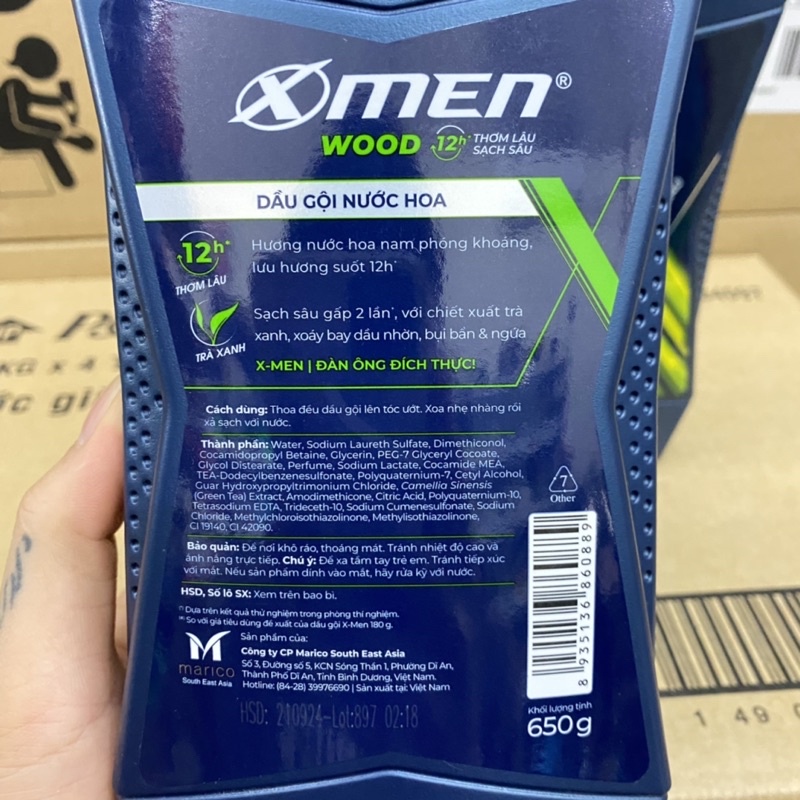 XMEN®
WOOD 12h* THƠM LÂU
SẠCH SÂU
DẦU GỘI NƯỚC HOA
12h*
THƠM LÂU
Hương nước hoa nam phóng khoáng,
lưu hương suốt 12h*
TRÀ XANH
Sạch sâu gấp 2 lần*, với chiết xuất trà
xanh, xoáy bay dầu nhờn, bụi bẩn & ngứa
X-MEN | ĐÀN ÔNG ĐÍCH THỰC!
Cách dùng: Thoa đều dầu gội lên tóc ướt. Xoa nhẹ nhàng rồi
xả sạch với nước.
Thành phần: Water, Sodium Laureth Sulfate, Dimethiconol,
Cocamidopropyl Betaine, Glycerin, PEG-7 Glyceryl Cocoate,
Glycol Distearate, Perfume, Sodium Lactate, Cocamide MEA,
TEA-Dodecylbenzenesulfonate, Polyquaternium-7, Cetyl Alcohol,
Guar Hydroxypropyltrimonium Chloride, Camellia Sinensis
(Green Tea) Extract, Amodimethicone, Citric Acid, Polyquaternium-10,
Tetrasodium EDTA, Trideceth-10, Sodium Cumenesulfonate, Sodium
Chloride, Methylchloroisothiazolinone, Methylisothiazolinone,
CI 19140, CI 42090.
Bảo quản: Để nơi khô ráo, thoáng mát. Tránh nhiệt độ cao và
ánh nắng trực tiếp. Chú ý: Để xa tầm tay trẻ em. Tránh tiếp xúc
với mắt. Nếu sản phẩm dính vào mắt, hãy rửa kỹ với nước.
HSD, Số lô SX: Xem trên bao bì.
(*) Dựa trên kết quả thử nghiệm trong phòng thí nghiệm.
So với giá tiêu dùng đề xuất của dầu gội X-Men 180 g.
marico
South East Asia
Sản phẩm của:
Công ty CP Marico South East Asia
Số 3, Đường số 5, KCN Sóng Thần 1, Phường Dĩ An,
Thành Phố Dĩ An, Tỉnh Bình Dương, Việt Nam.
Hotline: (84-28) 39976690 | Sản xuất tại: Việt Nam
HSD: 210924-Lot:897 02:18
7
Other
8 935136 860889
Khối lượng tịnh
650g
KG x 4
1 49 0